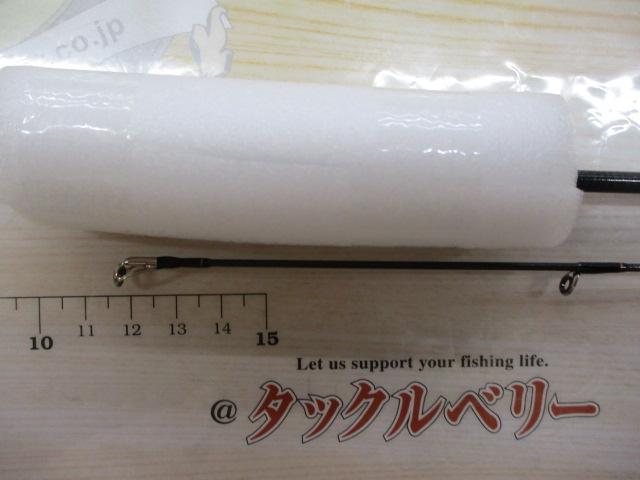 co.jp
10 11 12 13 14 15
Let us support your fishing life.
@タックルベリー